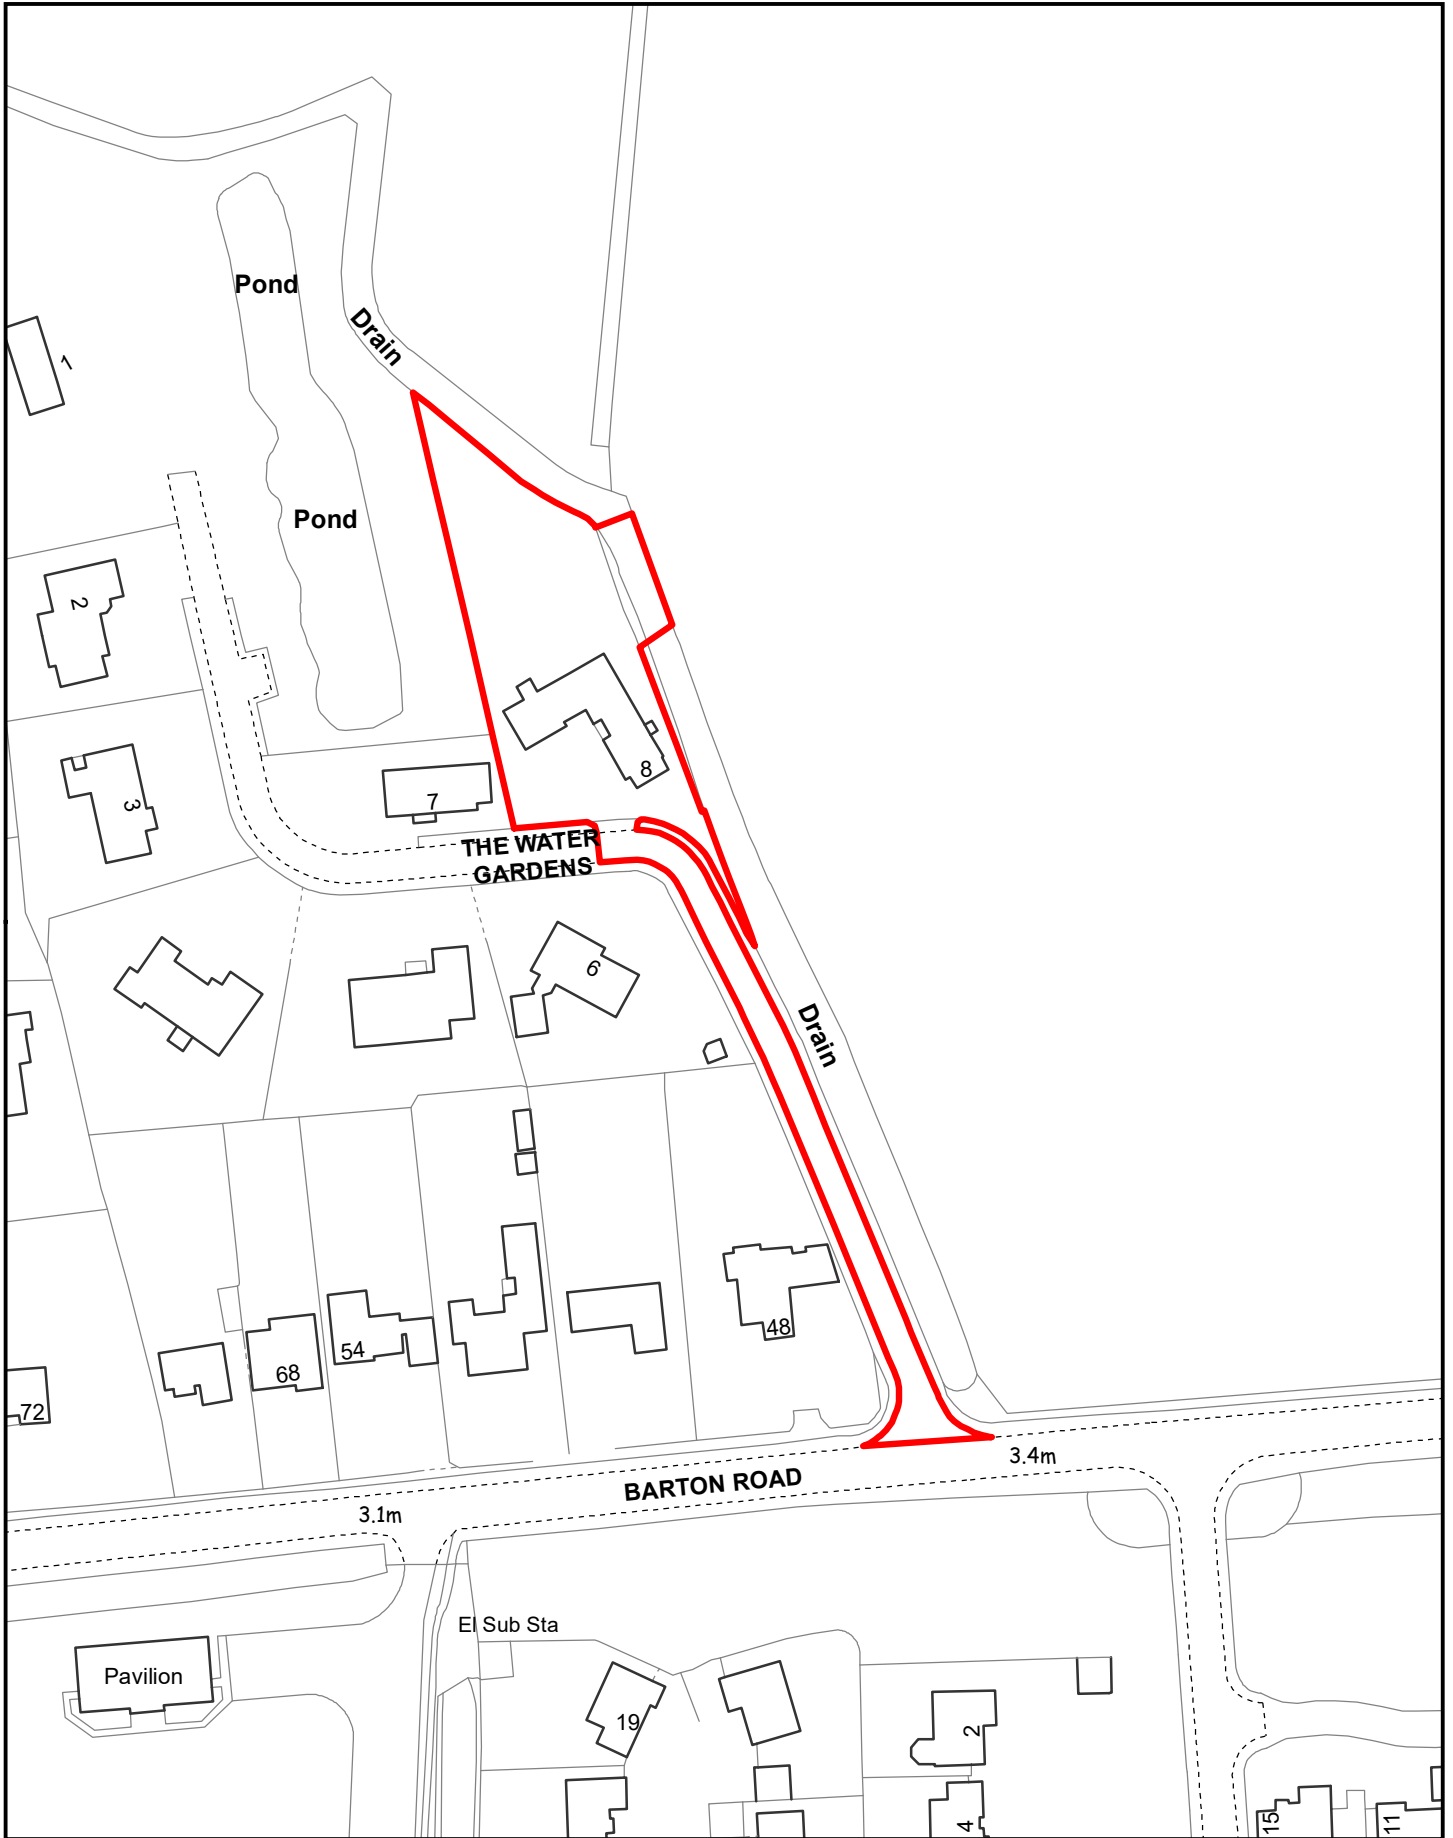 Pond
Drain
1
Pond
2
3
7
8
THE WATER
GARDENS
6
Drain
48
54
68
72
3.4m
BARTON ROAD
3.1m
El Sub Sta
Pavilion
19
2
4
15
11